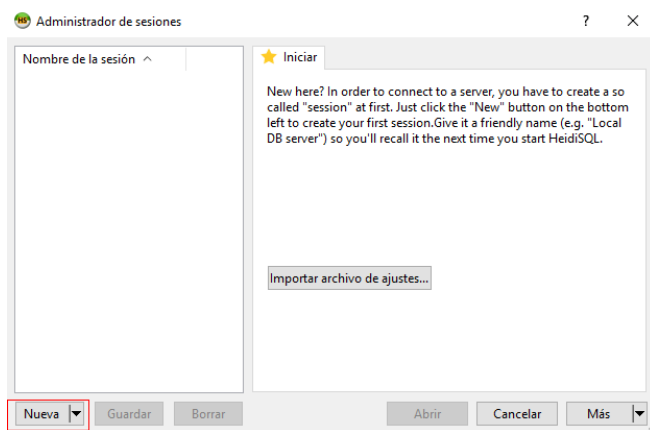 Administrador de sesiones
Nombre de la sesión
Iniciar
New here? In order to connect to a server, you have to create a so
called "session" at first. Just click the "New" button on the bottom
left to create your first session.Give it a friendly name (e.g. "Local
DB server") so you'll recall it the next time you start HeidiSQL.
Importar archivo de ajustes...
Nueva Guardar Borrar Abrir Cancelar Más